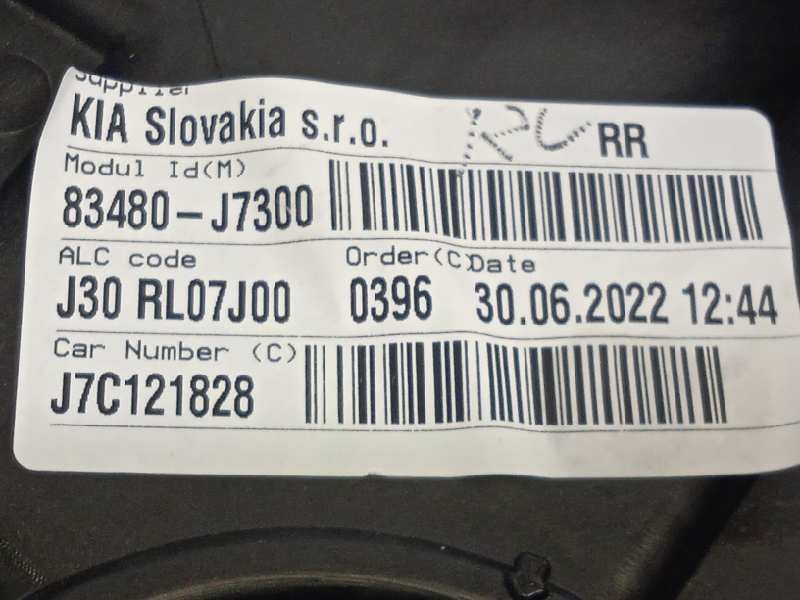 Supplier
KIA Slovakia s.r.o.
RR
Modul Id(M)
83480-J7300
ALC code Order(C) Date
J30 RL07J00 0396 30.06.2022 12:44
Car Number (C)
J7C121828